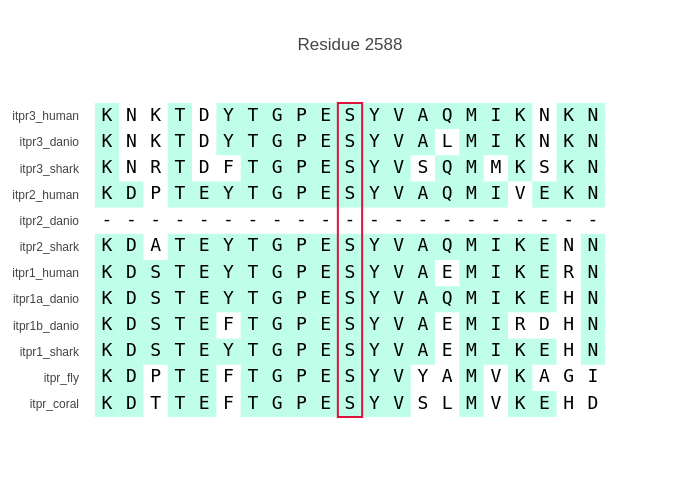 Residue 2588
itpr3_human K N K T D Y T G P E S Y V A Q M I K N K N
itpr3_danio K N K T D Y T G P E S Y V A L M I K N K N
itpr3_shark K N R T D F T G P E S Y V S Q M M K S K N
itpr2_human K D P T E Y T G P E S Y V A Q M I V E K N
itpr2_danio - - - - - - - - - - - - - - - - - - - - -
itpr2_shark K D A T E Y T G P E S Y V A Q M I K E N N
itpr1_human K D S T E Y T G P E S Y V A E M I K E R N
itpr1a_danio K D S T E Y T G P E S Y V A Q M I K E H N
itpr1b_danio K D S T E F T G P E S Y V A E M I R D H N
itpr1_shark K D S T E Y T G P E S Y V A E M I K E H N
itpr_fly K D P T E F T G P E S Y V Y A M V K A G I
itpr_coral K D T T E F T G P E S Y V S L M V K E H D